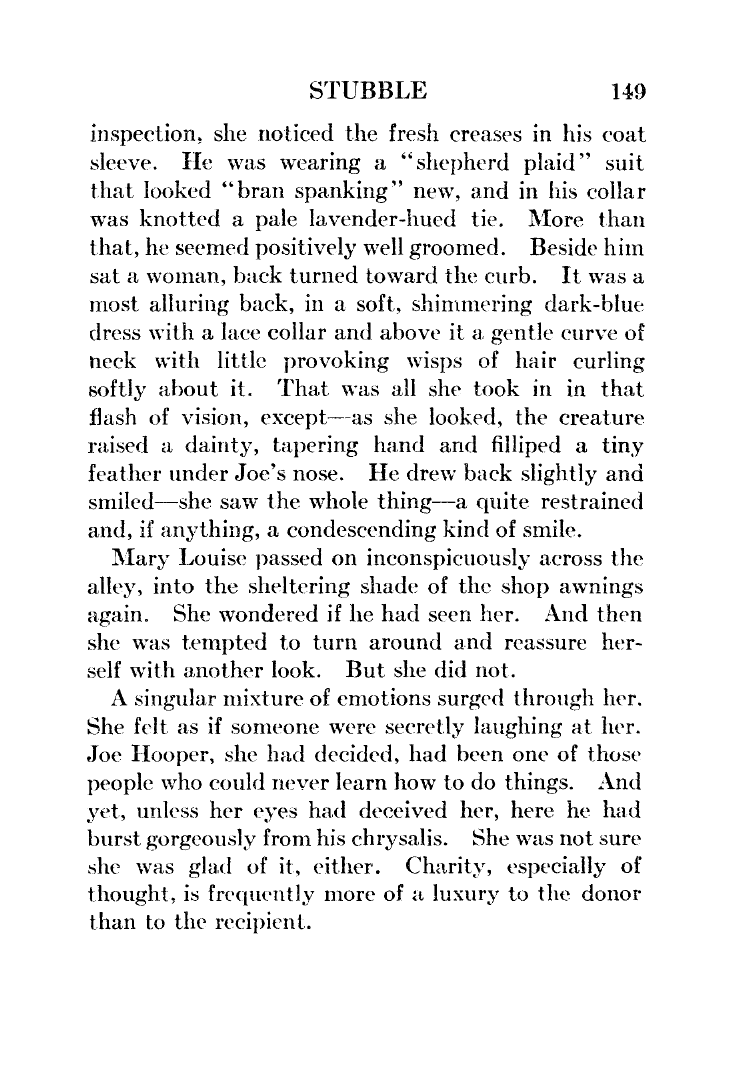 STUBBLE 149
inspection, she noticed the fresh creases in his coat
sleeve. He was wearing a “shepherd plaid” suit
that looked “bran spanking” new, and in his collar
was knotted a pale lavender-hued tie. More than
that, he seemed positively well groomed. Beside him
sat a woman, back turned toward the curb. It was a
most alluring back, in a soft, shimmering dark-blue
dress with a lace collar and above it a gentle curve of
neck with little provoking wisps of hair curling
softly about it. That was all she took in in that
flash of vision, except—as she looked, the creature
raised a dainty, tapering hand and filliped a tiny
feather under Joe’s nose. He drew back slightly and
smiled—she saw the whole thing—a quite restrained
and, if anything, a condescending kind of smile.
Mary Louise passed on inconspicuously across the
alley, into the sheltering shade of the shop awnings
again. She wondered if he had seen her. And then
she was tempted to turn around and reassure her-
self with another look. But she did not.
A singular mixture of emotions surged through her.
She felt as if someone were secretly laughing at her.
Joe Hooper, she had decided, had been one of those
people who could never learn how to do things. And
yet, unless her eyes had deceived her, here he had
burst gorgeously from his chrysalis. She was not sure
she was glad of it, either. Charity, especially of
thought, is frequently more of a luxury to the donor
than to the recipient.